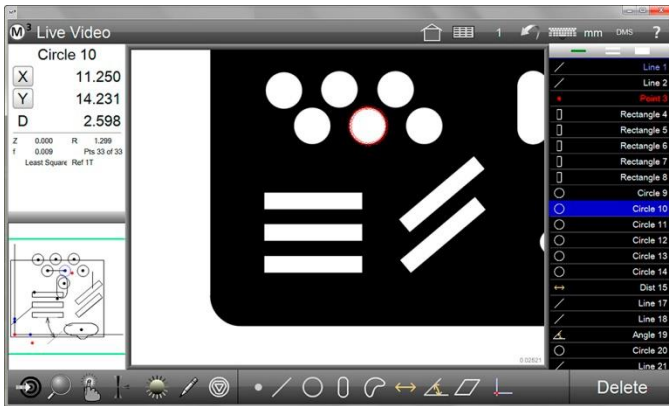 M³ Live Video
1
mm
DMS
?
Circle 10
X 11.250
Y 14.231
D 2.598
Z 0.000 R 1.299
f 0.009 Pts 33 of 33
Least Square Ref 1T
Line 1
Line 2
Point 3
Rectangle 4
Rectangle 5
Rectangle 6
Rectangle 7
Rectangle 8
Circle 9
Circle 10
Circle 11
Circle 12
Circle 13
Circle 14
Dist 15
Line 17
Line 18
Angle 19
Circle 20
Line 21
0.02521
Delete